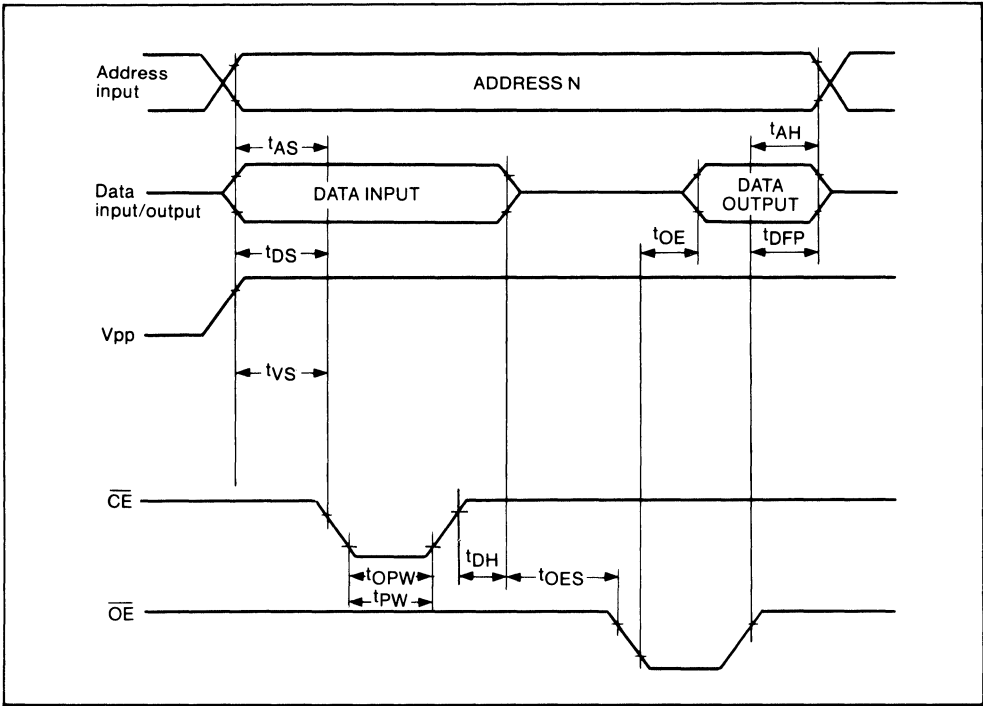 Address
input
ADDRESS N
tAS
tAH
Data
input/output
DATA INPUT
DATA
OUTPUT
tDS
tOE
tDFP
Vpp
tVS
CE
tDH
tOES
tOPW
tPW
OE